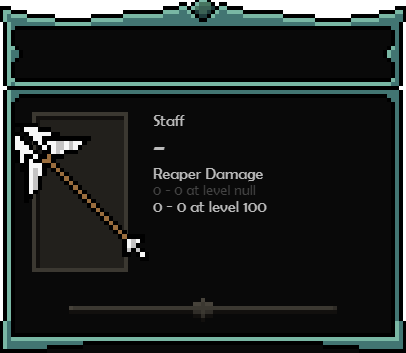 Staff
–
Reaper Damage
0 - 0 at level null
0 - 0 at level 100